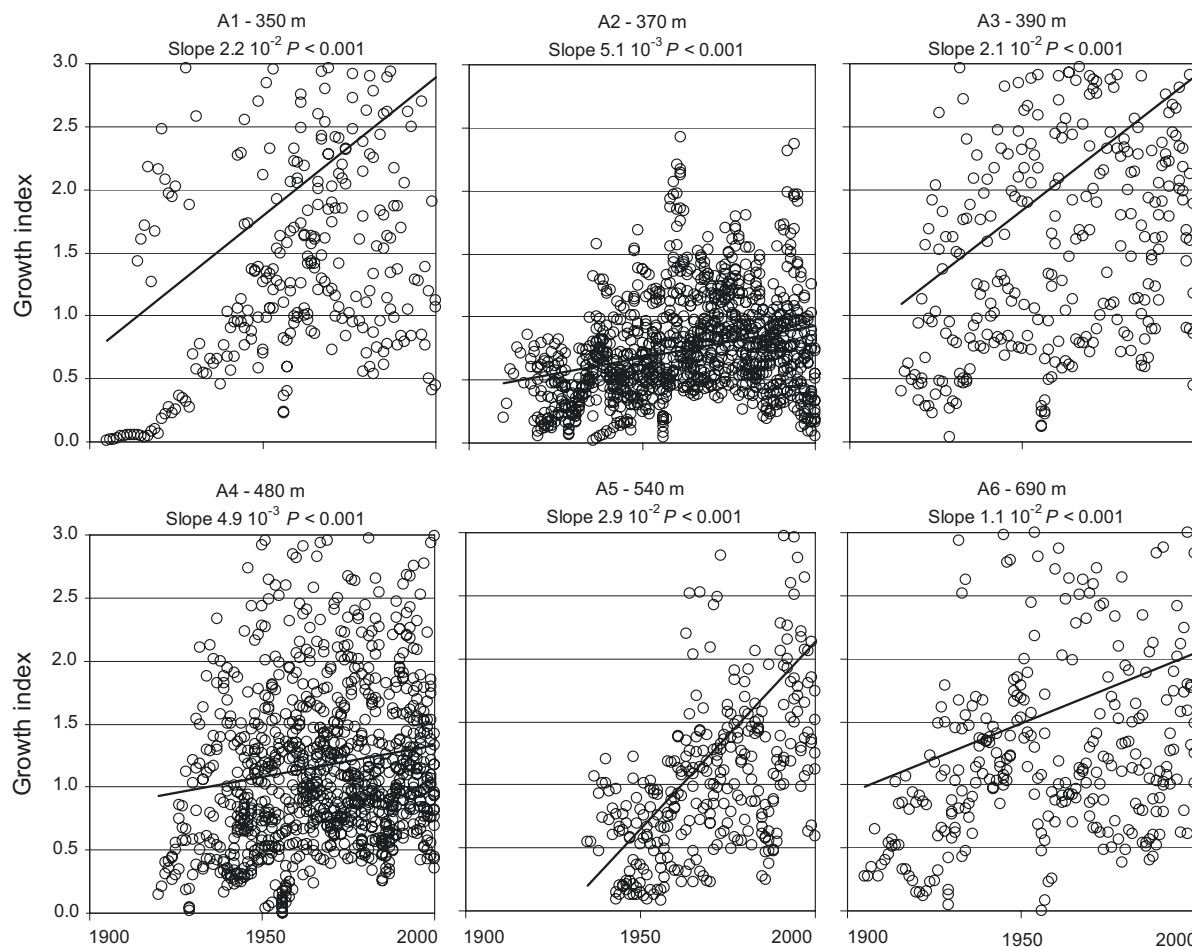 A1 - 350 m
Slope 2.2 10⁻² P < 0.001
A2 - 370 m
Slope 5.1 10⁻³ P < 0.001
A3 - 390 m
Slope 2.1 10⁻² P < 0.001
Growth index
3.0
2.5
2.0
1.5
1.0
0.5
0.0
A4 - 480 m
Slope 4.9 10⁻³ P < 0.001
A5 - 540 m
Slope 2.9 10⁻² P < 0.001
A6 - 690 m
Slope 1.1 10⁻² P < 0.001
Growth index
3.0
2.5
2.0
1.5
1.0
0.5
0.0
1900 1950 2000
1900 1950 2000
1900 1950 2000